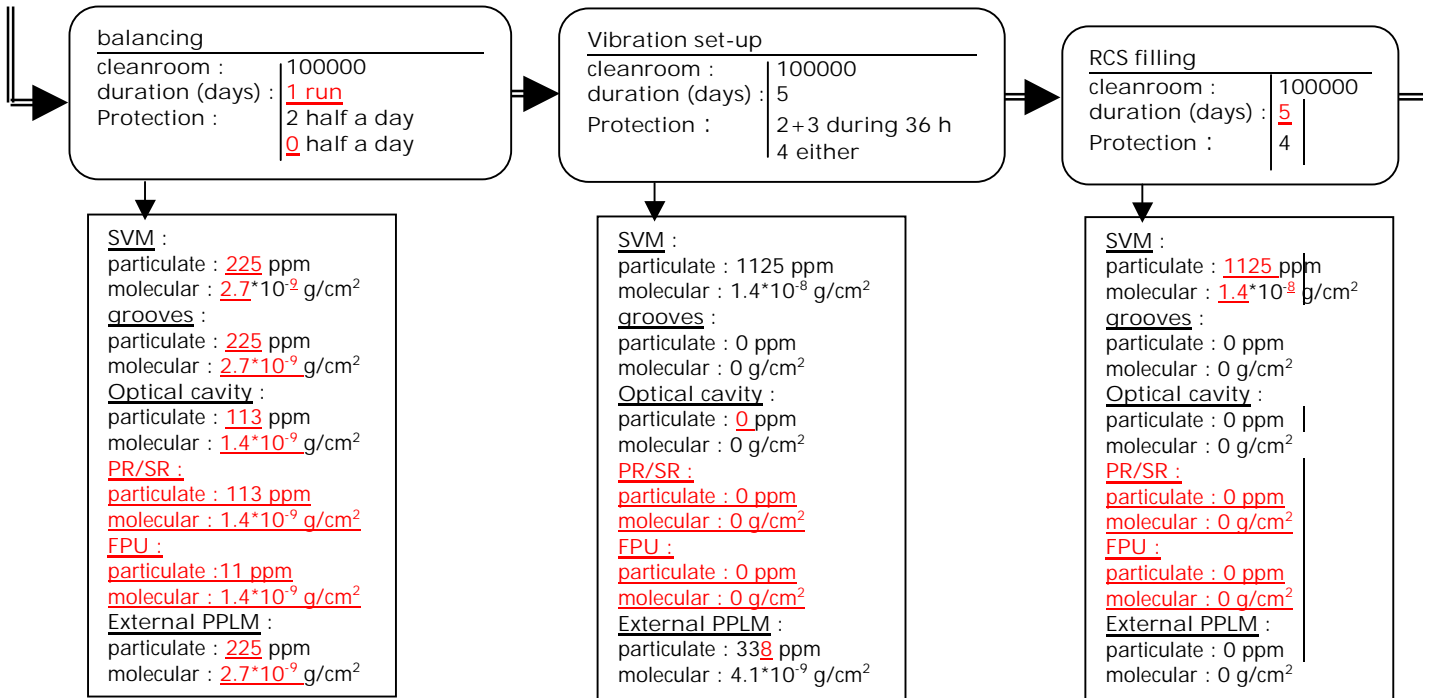 balancing
cleanroom : 100000
duration (days) : 1 run
Protection : 2 half a day
0 half a day
Vibration set-up
cleanroom : 100000
duration (days) : 5
Protection : 2+3 during 36 h
4 either
RCS filling
cleanroom : 100000
duration (days) : 5
Protection : 4
SVM :
particulate : 225 ppm
molecular : 2.7*10⁻⁹ g/cm²
grooves :
particulate : 225 ppm
molecular : 2.7*10⁻⁹ g/cm²
Optical cavity :
particulate : 113 ppm
molecular : 1.4*10⁻⁹ g/cm²
PR/SR :
particulate : 113 ppm
molecular : 1.4*10⁻⁹ g/cm²
FPU :
particulate :11 ppm
molecular : 1.4*10⁻⁹ g/cm²
External PPLM :
particulate : 225 ppm
molecular : 2.7*10⁻⁹ g/cm²
SVM :
particulate : 1125 ppm
molecular : 1.4*10⁻⁸ g/cm²
grooves :
particulate : 0 ppm
molecular : 0 g/cm²
Optical cavity :
particulate : 0 ppm
molecular : 0 g/cm²
PR/SR :
particulate : 0 ppm
molecular : 0 g/cm²
FPU :
particulate : 0 ppm
molecular : 0 g/cm²
External PPLM :
particulate : 338 ppm
molecular : 4.1*10⁻⁹ g/cm²
SVM :
particulate : 1125 ppm
molecular : 1.4*10⁻⁸ g/cm²
grooves :
particulate : 0 ppm
molecular : 0 g/cm²
Optical cavity :
particulate : 0 ppm
molecular : 0 g/cm²
PR/SR :
particulate : 0 ppm
molecular : 0 g/cm²
FPU :
particulate : 0 ppm
molecular : 0 g/cm²
External PPLM :
particulate : 0 ppm
molecular : 0 g/cm²